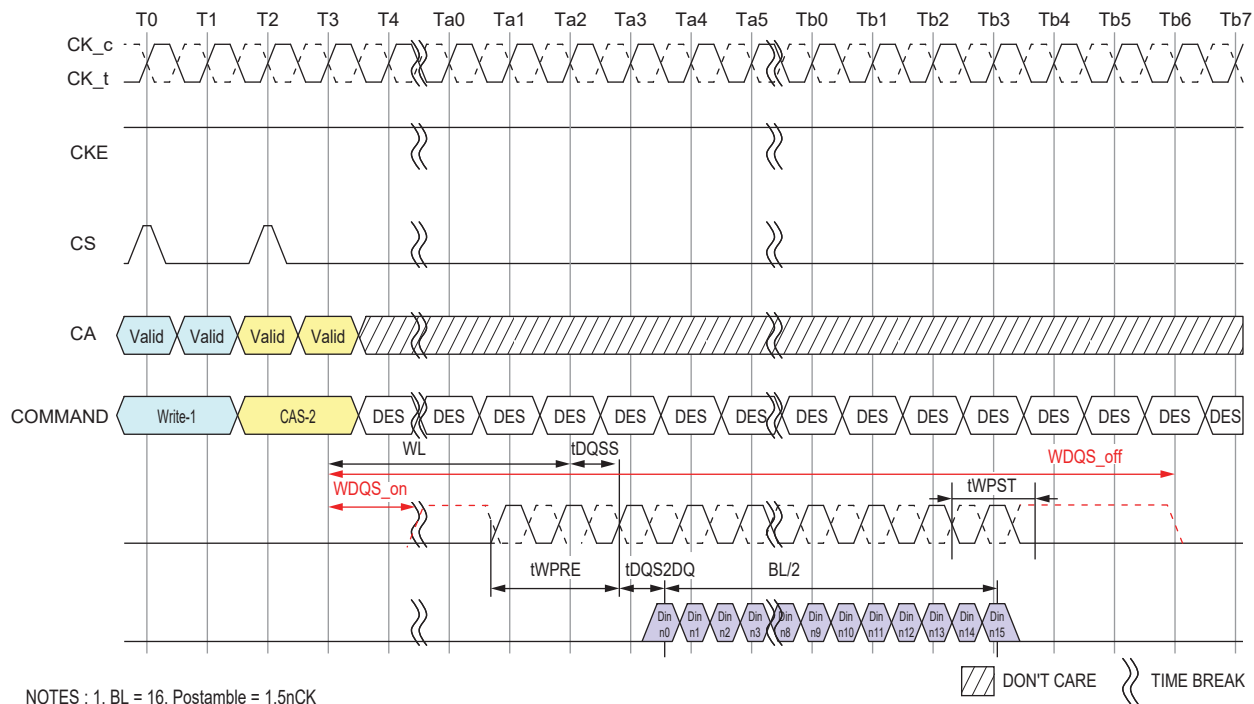 T0 T1 T2 T3 T4 Ta0 Ta1 Ta2 Ta3 Ta4 Ta5 Tb0 Tb1 Tb2 Tb3 Tb4 Tb5 Tb6 Tb7
CK_c
CK_t
CKE
CS
CA Valid Valid Valid Valid
COMMAND Write-1 CAS-2 DES DES DES DES DES DES DES DES DES DES DES DES DES DES DES
WL tDQSS
WDQS_off
WDQS_on
tWPST
tWPRE tDQS2DQ BL/2
Din Din Din Din Din Din Din Din Din Din Din Din
n0 n1 n2 n3 n8 n9 n10 n11 n12 n13 n14 n15
DON'T CARE TIME BREAK
NOTES : 1. BL = 16, Postamble = 1.5nCK